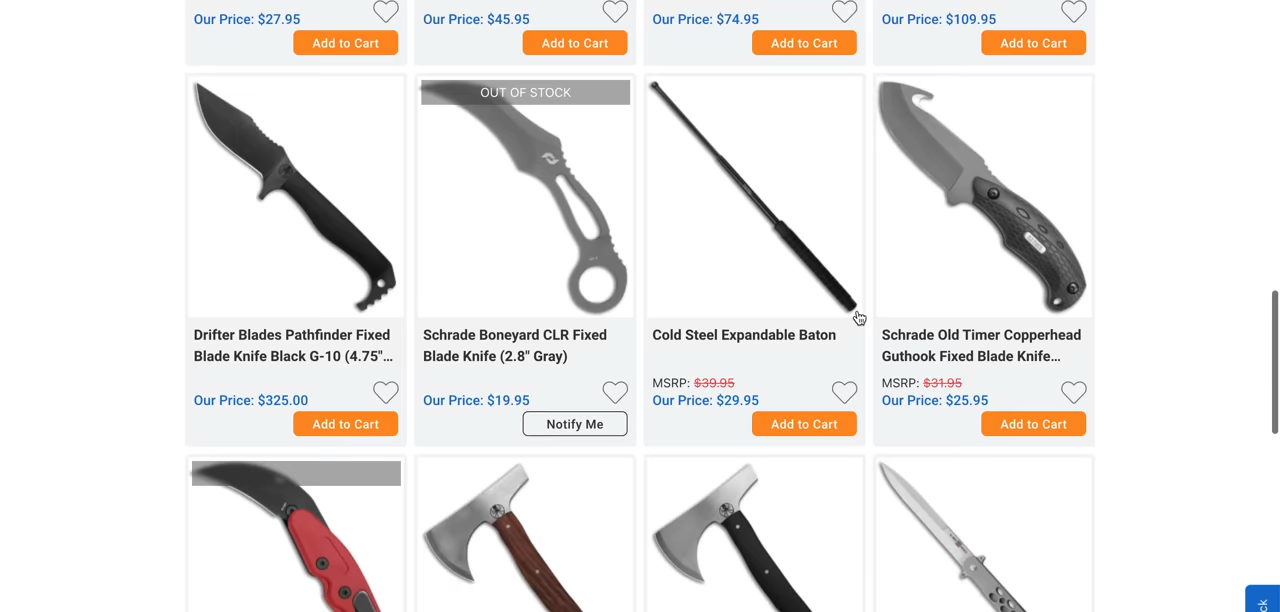 Our Price: $27.95
Our Price: $45.95
Our Price: $74.95
Our Price: $109.95
Add to Cart
Add to Cart
Add to Cart
Add to Cart
OUT OF STOCK
Drifter Blades Pathfinder Fixed
Blade Knife Black G-10 (4.75"...
Our Price: $325.00
Add to Cart
Schrade Boneyard CLR Fixed
Blade Knife (2.8" Gray)
Our Price: $19.95
Notify Me
Cold Steel Expandable Baton
MSRP: $39.95
Our Price: $29.95
Add to Cart
Schrade Old Timer Copperhead
Guthook Fixed Blade Knife...
MSRP: $31.95
Our Price: $25.95
Add to Cart